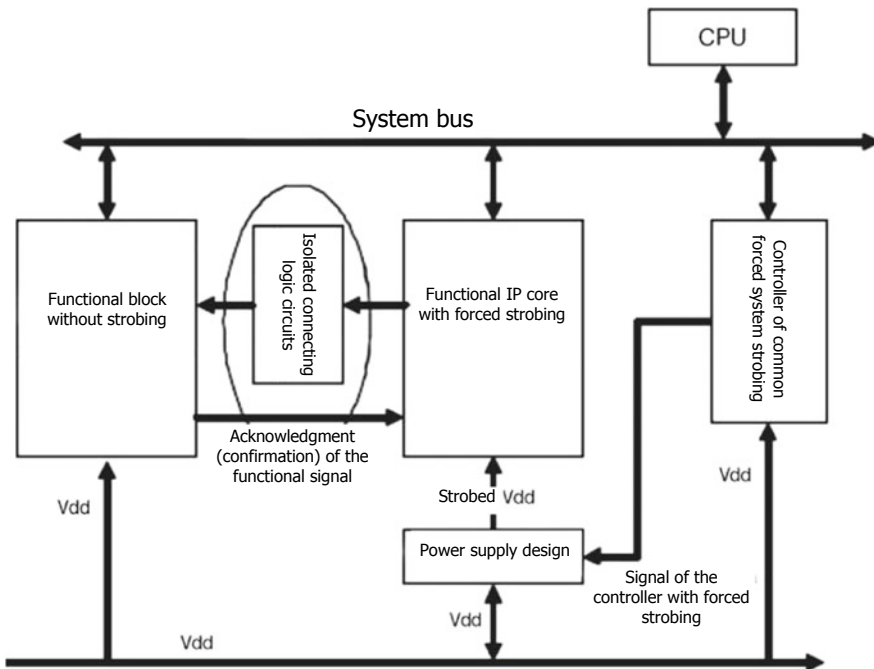 CPU
System bus
Functional block
without strobing
Isolated connecting
logic circuits
Functional IP core
with forced strobing
Controller of common
forced system strobing
Acknowledgment
(confirmation) of the
functional signal
Vdd
Strobed Vdd
Vdd
Power supply design
Signal of the
controller with forced
strobing
Vdd
Vdd